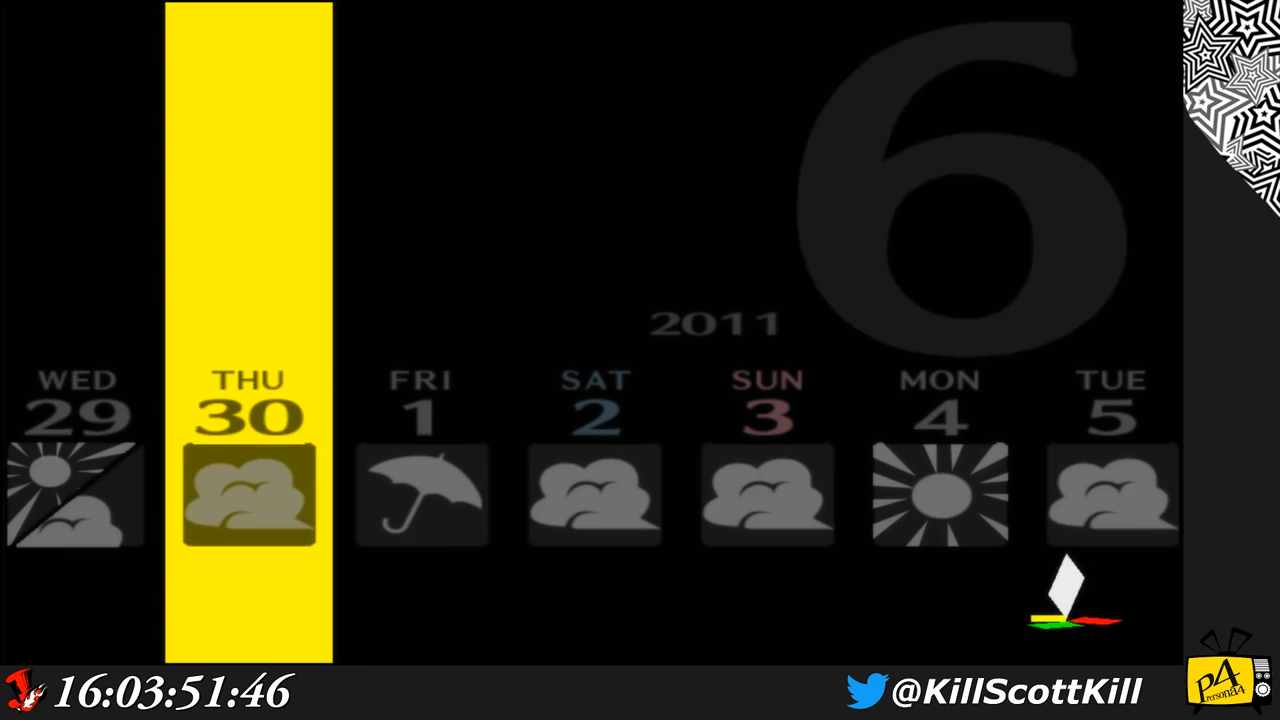 6
2011
WED THU FRI SAT SUN MON TUE
29 30 1 2 3 4 5
16:03:51:46
@KillScottKill
P4
PERSONA4